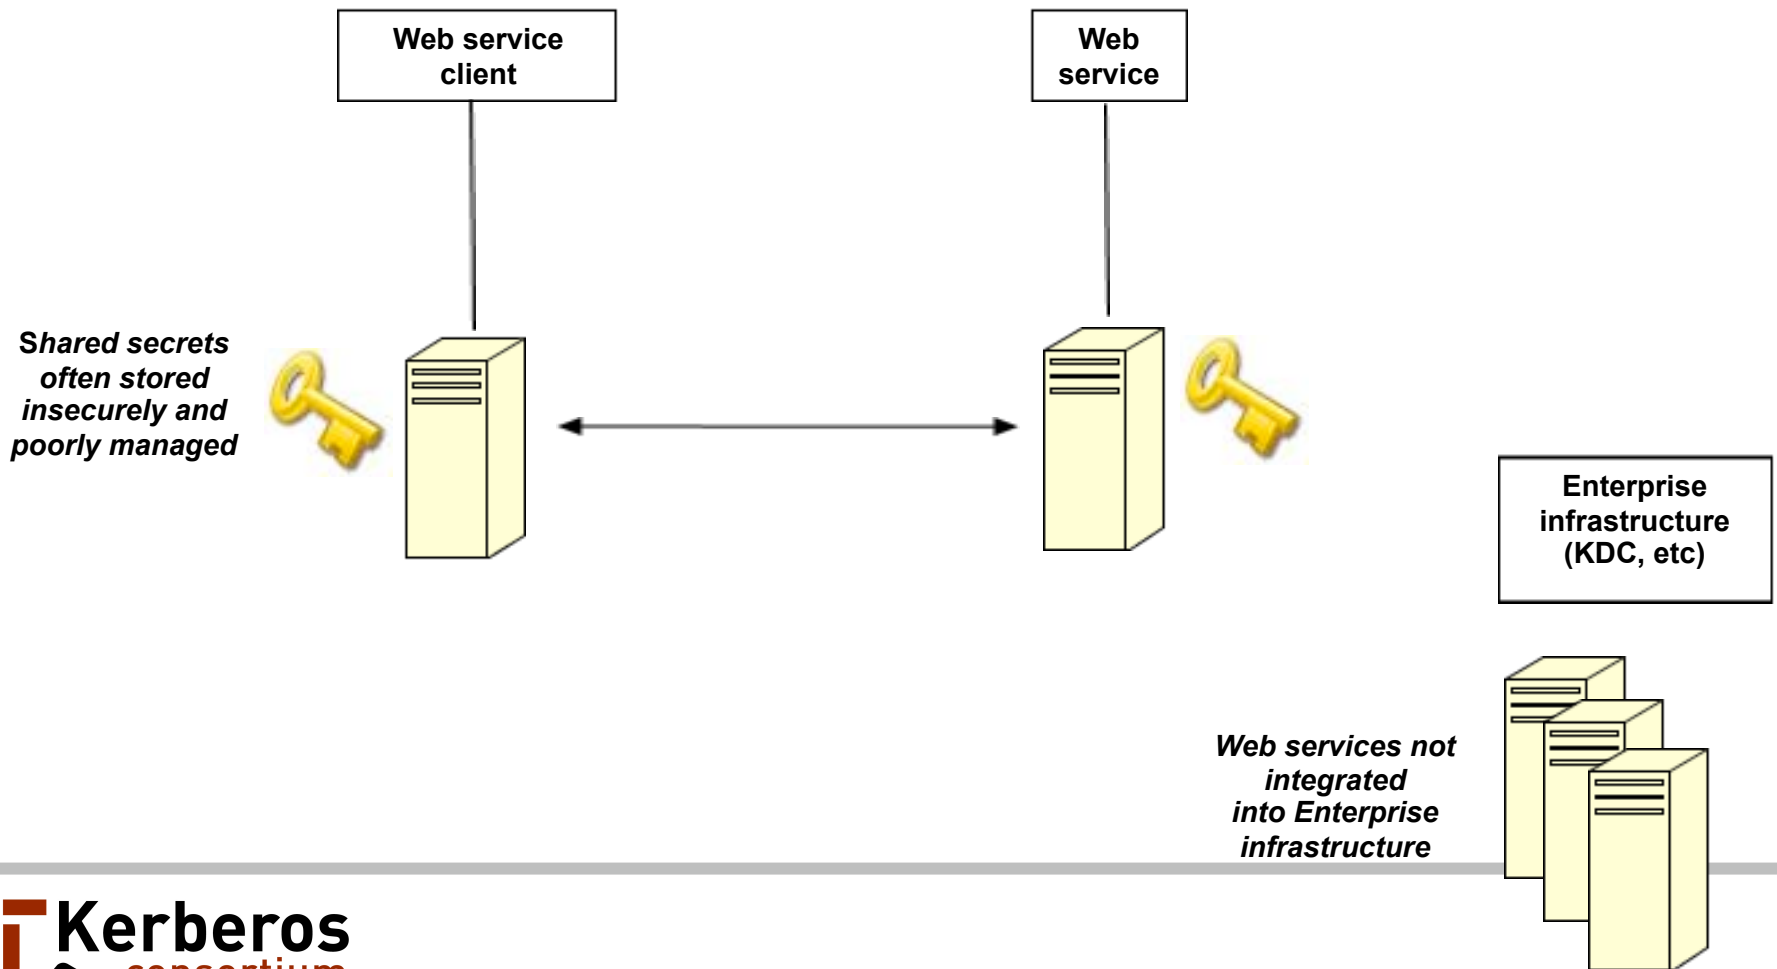 Web service
client
Web
service
Shared secrets
often stored
insecurely and
poorly managed
Enterprise
infrastructure
(KDC, etc)
Web services not
integrated
into Enterprise
infrastructure
Kerberos
consortium